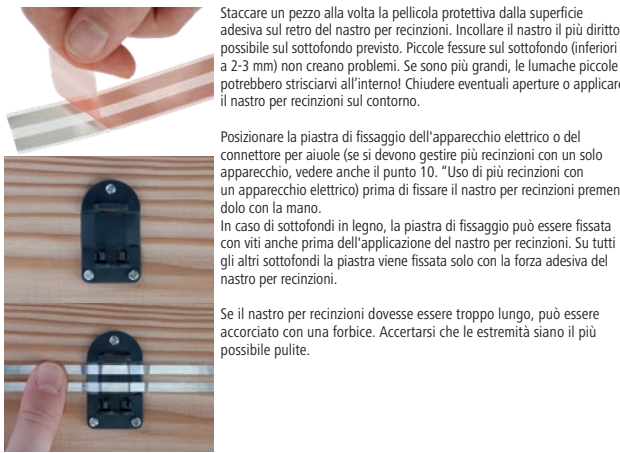 Staccare un pezzo alla volta la pellicola protettiva dalla superficie
adesiva sul retro del nastro per recinzioni. Incollare il nastro il più diritto
possibile sul sottofondo previsto. Piccole fessure sul sottofondo (inferiori
a 2-3 mm) non creano problemi. Se sono più grandi, le lumache piccole
potrebbero strisciarvi all'interno! Chiudere eventuali aperture o applicare
il nastro per recinzioni sul contorno.
Posizionare la piastra di fissaggio dell'apparecchio elettrico o del
connettore per aiuole (se si devono gestire più recinzioni con un solo
apparecchio, vedere anche il punto 10. “Uso di più recinzioni con
un apparecchio elettrico) prima di fissare il nastro per recinzioni premen
dolo con la mano.
In caso di sottofondi in legno, la piastra di fissaggio può essere fissata
con viti anche prima dell'applicazione del nastro per recinzioni. Su tutti
gli altri sottofondi la piastra viene fissata solo con la forza adesiva del
nastro per recinzioni.
Se il nastro per recinzioni dovesse essere troppo lungo, può essere
accorciato con una forbice. Accertarsi che le estremità siano il più
possibile pulite.